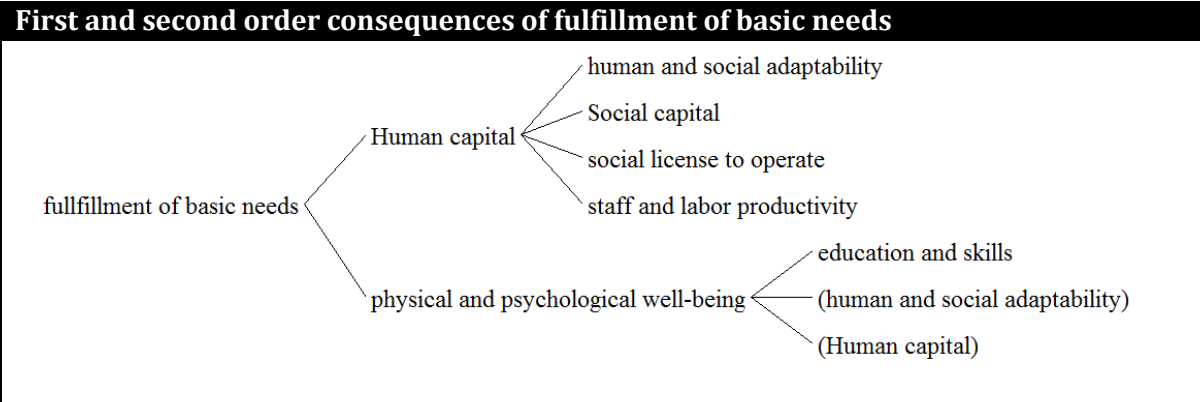 First and second order consequences of fulfillment of basic needs
human and social adaptability
Social capital
Human capital
social license to operate
fullfillment of basic needs
staff and labor productivity
education and skills
physical and psychological well-being
(human and social adaptability)
(Human capital)